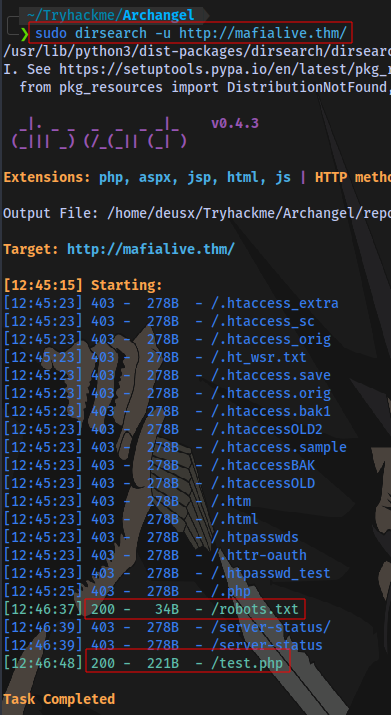 ~/Tryhackme/Archangel
❯ sudo dirsearch -u http://mafialive.thm/
/usr/lib/python3/dist-packages/dirsearch/dirsearc
I. See https://setuptools.pypa.io/en/latest/pkg_r
from pkg_resources import DistributionNotFound,
v0.4.3
Extensions: php, aspx, jsp, html, js | HTTP metho
Output File: /home/deusx/Tryhackme/Archangel/repo
Target: http://mafialive.thm/
[12:45:15] Starting:
[12:45:23] 403 - 278B - /.htaccess_extra
[12:45:23] 403 - 278B - /.htaccess_sc
[12:45:23] 403 - 278B - /.htaccess_orig
[12:45:23] 403 - 278B - /.ht_wsr.txt
[12:45:23] 403 - 278B - /.htaccess.save
[12:45:23] 403 - 278B - /.htaccess.orig
[12:45:23] 403 - 278B - /.htaccess.bak1
[12:45:23] 403 - 278B - /.htaccessOLD2
[12:45:23] 403 - 278B - /.htaccess.sample
[12:45:23] 403 - 278B - /.htaccessBAK
[12:45:23] 403 - 278B - /.htaccessOLD
[12:45:23] 403 - 278B - /.htm
[12:45:23] 403 - 278B - /.html
[12:45:23] 403 - 278B - /.htpasswds
[12:45:23] 403 - 278B - /.httr-oauth
[12:45:23] 403 - 278B - /.htpasswd_test
[12:45:25] 403 - 278B - /.php
[12:46:37] 200 - 34B - /robots.txt
[12:46:39] 403 - 278B - /server-status/
[12:46:39] 403 - 278B - /server-status
[12:46:48] 200 - 221B - /test.php
Task Completed